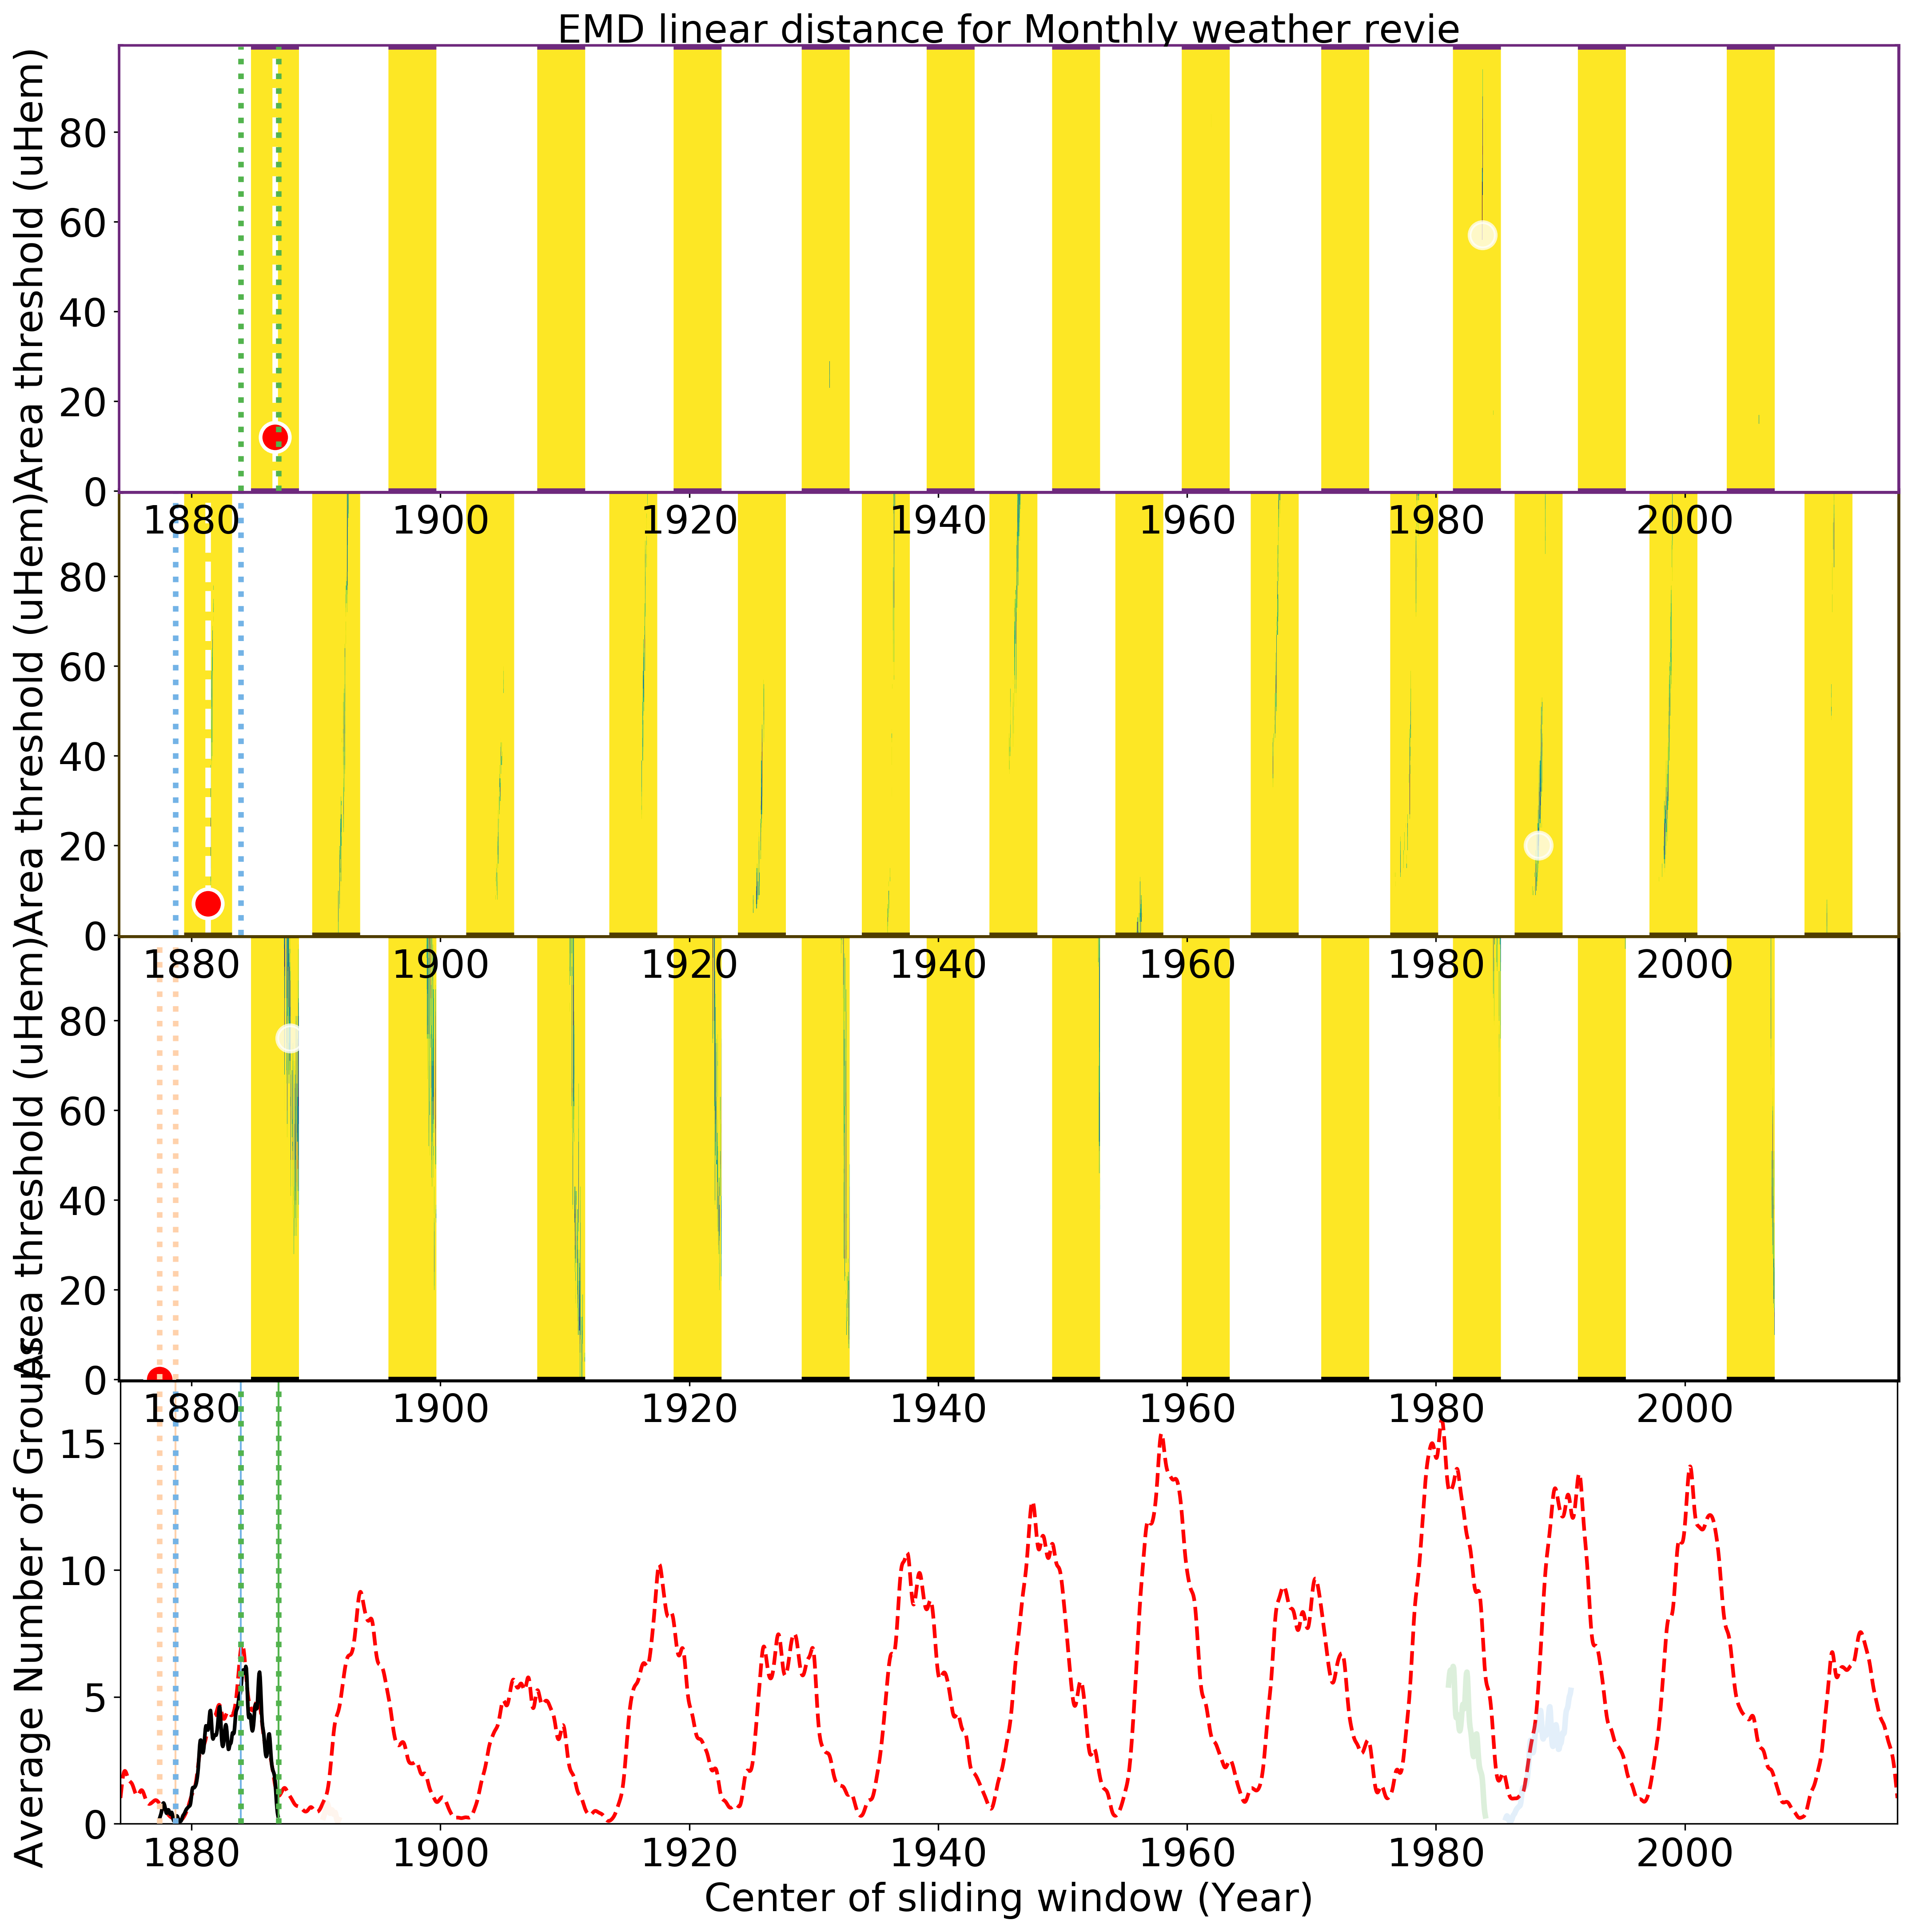 EMD linear distance for Monthly weather revie
Area threshold (uHem)
80
60
40
20
0
1880 1900 1920 1940 1960 1980 2000
Area threshold (uHem)
80
60
40
20
0
1880 1900 1920 1940 1960 1980 2000
Area threshold (uHem)
80
60
40
20
0
1880 1900 1920 1940 1960 1980 2000
Average Number of Groups
15
10
5
0
1880 1900 1920 1940 1960 1980 2000
Center of sliding window (Year)